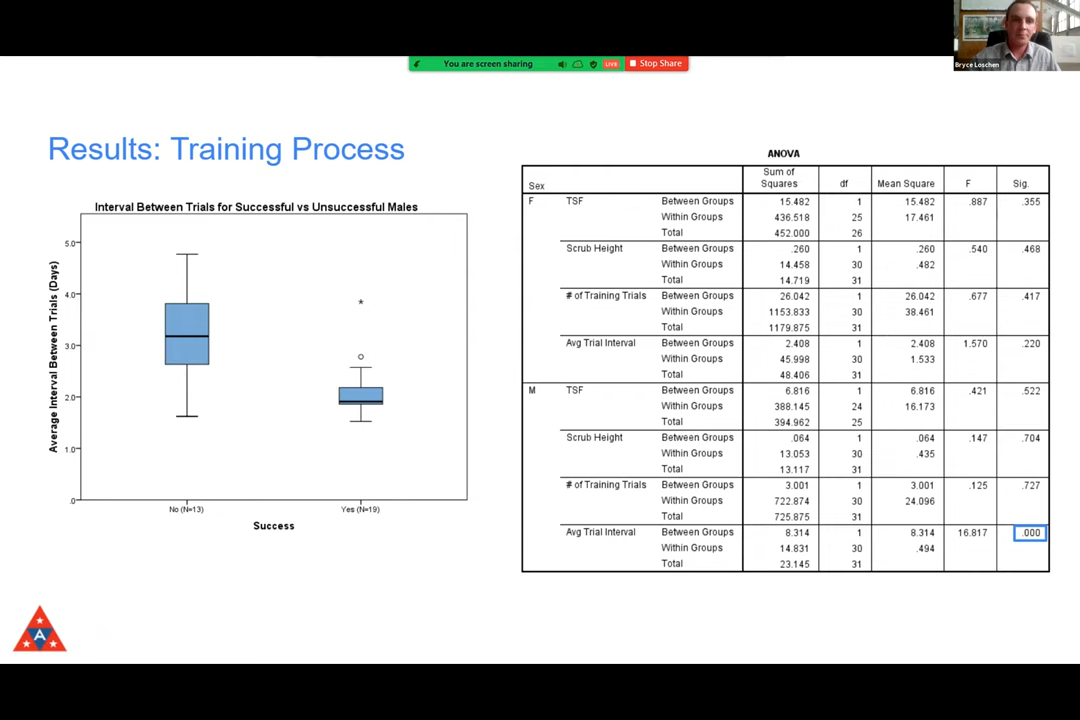 You are screen sharing LIVE Stop Share
Bryce Loschen
Results: Training Process
Interval Between Trials for Successful vs Unsuccessful Males
Average Interval Between Trials (Days)
5.0
4.0
3.0
2.0
1.0
.0
No (N=13) Yes (N=19)
Success
ANOVA
Sex Sum of Squares df Mean Square F Sig.
F TSF Between Groups 15.482 1 15.482 .887 .355
Within Groups 436.518 25 17.461
Total 452.000 26
Scrub Height Between Groups .260 1 .260 .540 .468
Within Groups 14.458 30 .482
Total 14.719 31
# of Training Trials Between Groups 26.042 1 26.042 .677 .417
Within Groups 1153.833 30 38.461
Total 1179.875 31
Avg Trial Interval Between Groups 2.408 1 2.408 1.570 .220
Within Groups 45.998 30 1.533
Total 48.406 31
M TSF Between Groups 6.816 1 6.816 .421 .522
Within Groups 388.145 24 16.173
Total 394.962 25
Scrub Height Between Groups .064 1 .064 .147 .704
Within Groups 13.053 30 .435
Total 13.117 31
# of Training Trials Between Groups 3.001 1 3.001 .125 .727
Within Groups 722.874 30 24.096
Total 725.875 31
Avg Trial Interval Between Groups 8.314 1 8.314 16.817 .000
Within Groups 14.831 30 .494
Total 23.145 31
A